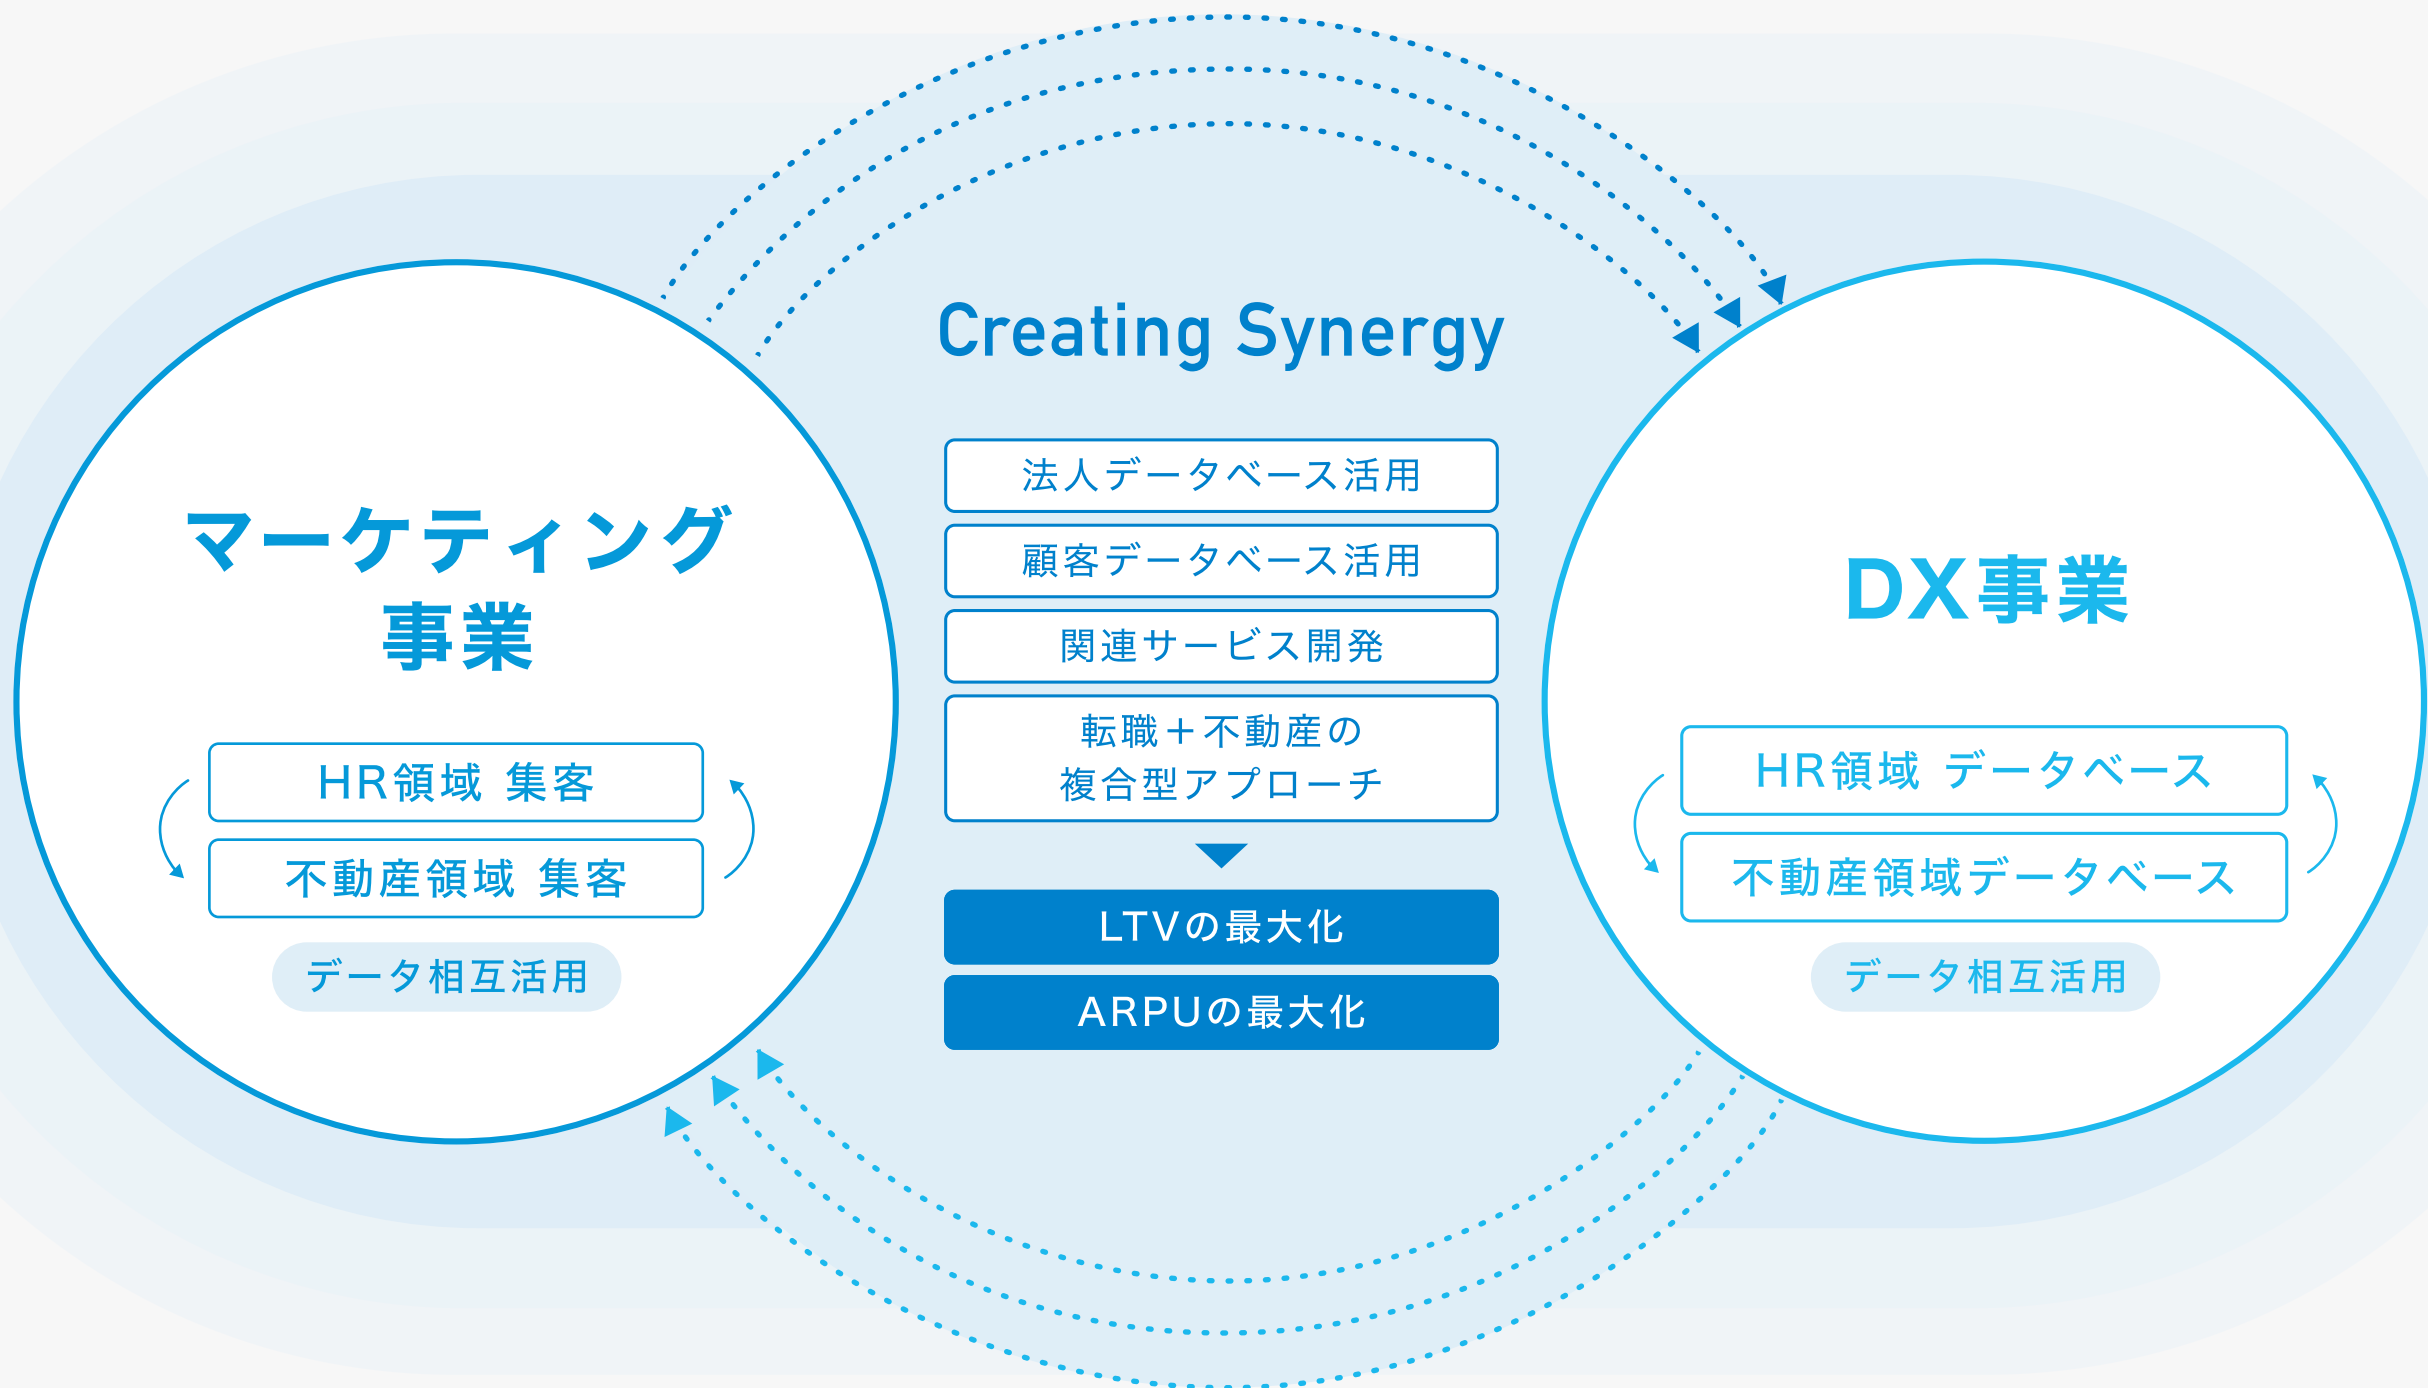 マーケティング
事業
HR領域 集客
不動産領域 集客
データ相互活用
Creating Synergy
法人データベース活用
顧客データベース活用
関連サービス開発
転職＋不動産の
複合型アプローチ
LTVの最大化
ARPUの最大化
DX事業
HR領域 データベース
不動産領域データベース
データ相互活用